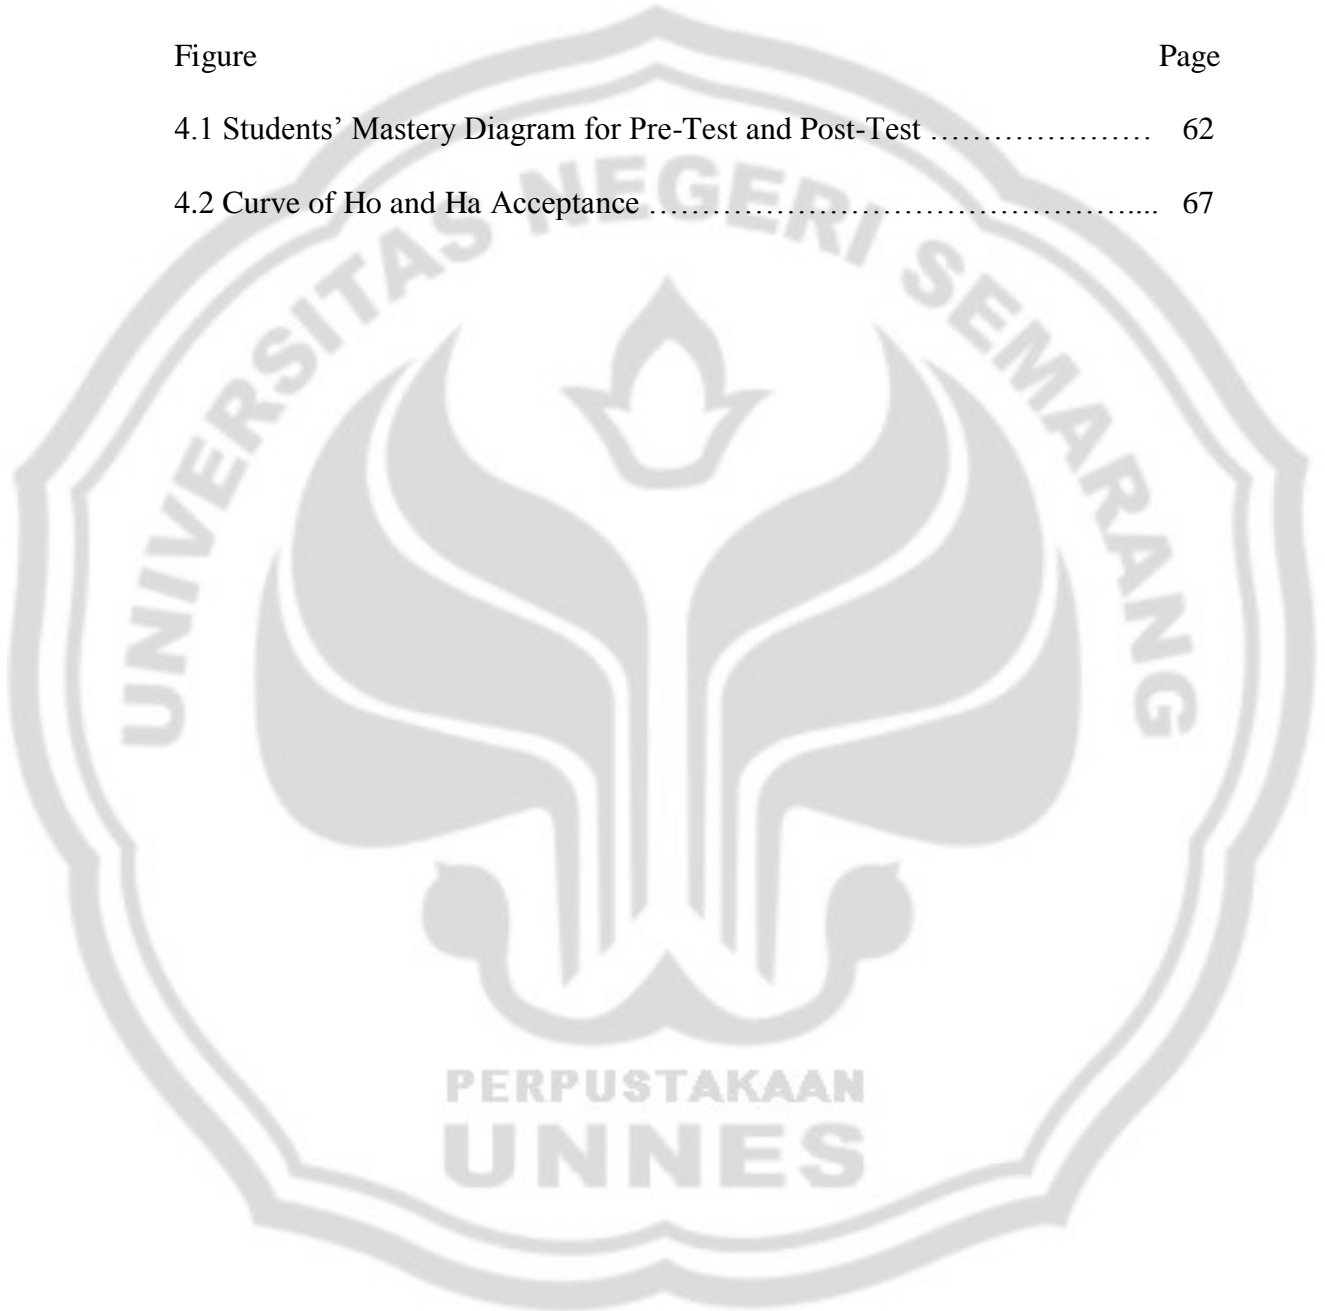 Figure Page
4.1 Students’ Mastery Diagram for Pre-Test and Post-Test ………………… 62
4.2 Curve of Ho and Ha Acceptance ……………………………………….... 67
UNIVERSITAS NEGERI SEMARANG
PERPUSTAKAAN
UNNES